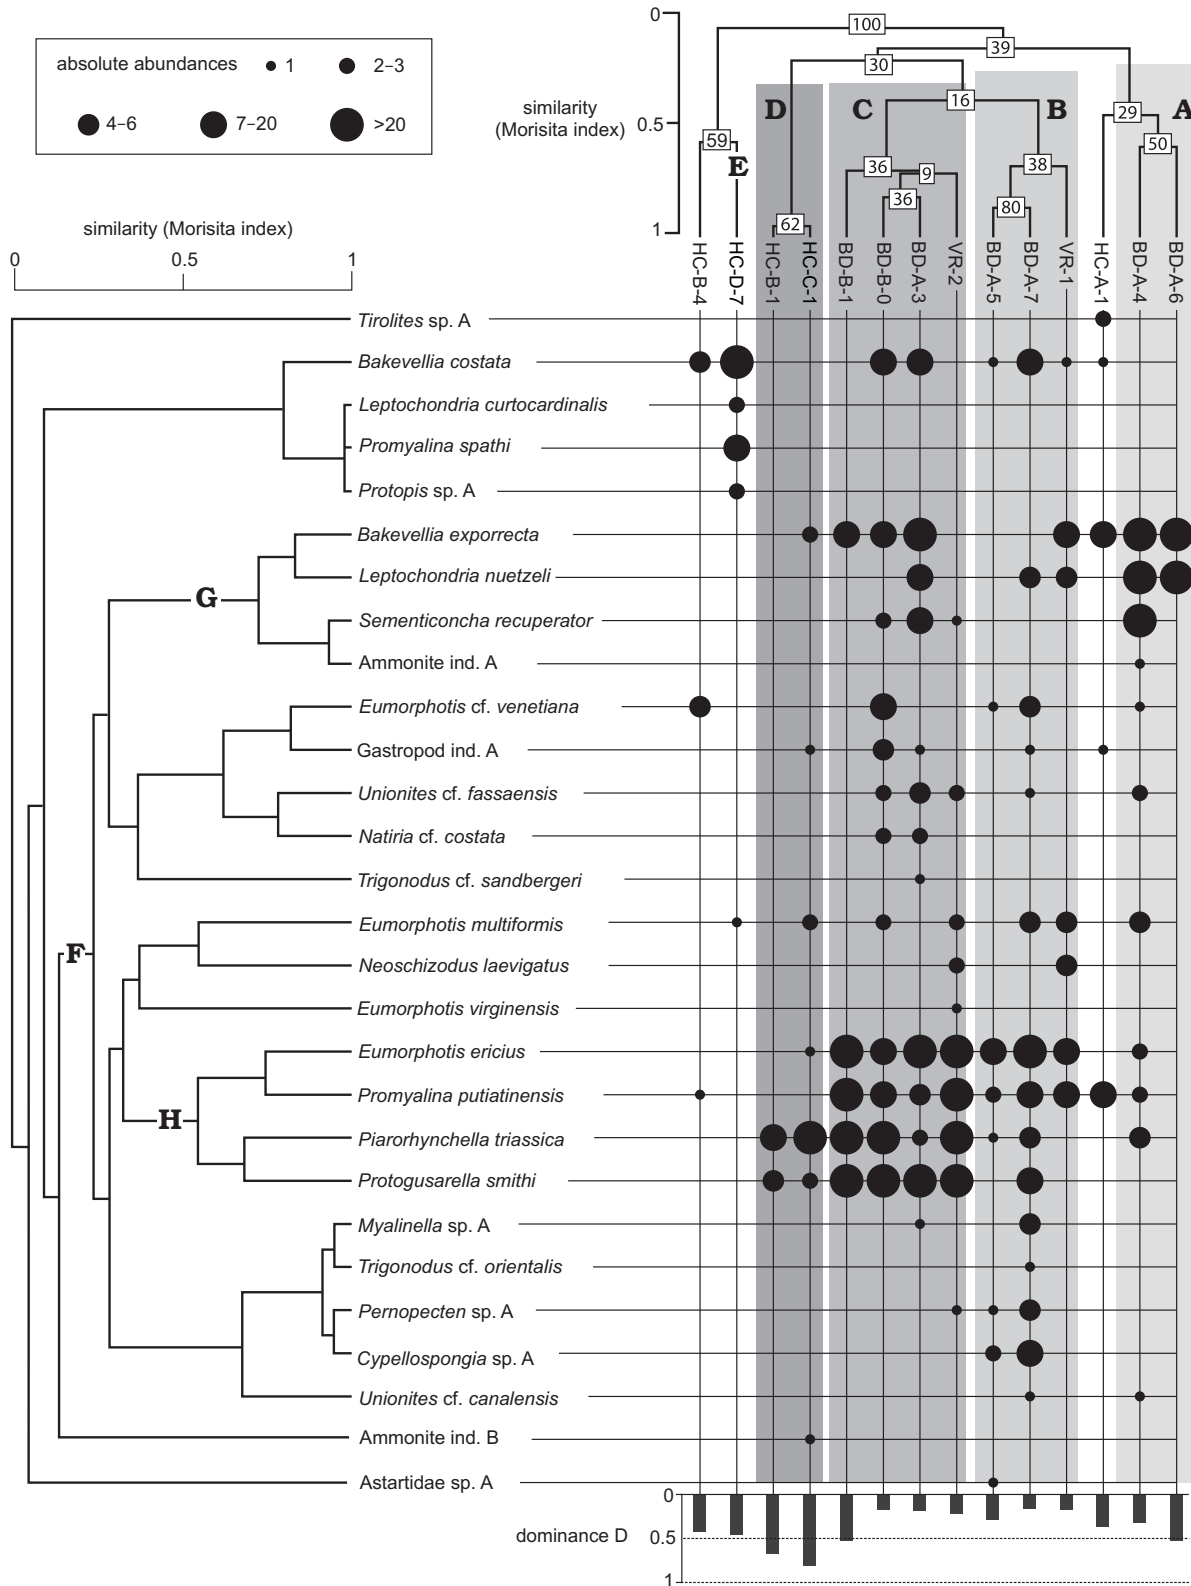 absolute abundances 1 2–3
4–6 7–20 >20
similarity
(Morisita index)
0
0.5
1
100
39
30
16
29
50
59
36
9
38
36
80
62
D
C
B
A
E
HC-B-4
HC-D-7
HC-B-1
HC-C-1
BD-B-1
BD-B-0
BD-A-3
VR-2
BD-A-5
BD-A-7
VR-1
HC-A-1
BD-A-4
BD-A-6
similarity (Morisita index)
0 0.5 1
Tirolites sp. A
Bakevellia costata
Leptochondria curtocardinalis
Promyalina spathi
Protopis sp. A
Bakevellia exporrecta
Leptochondria nuetzeli
G
Sementiconcha recuperator
Ammonite ind. A
Eumorphotis cf. venetiana
Gastropod ind. A
Unionites cf. fassaensis
Natiria cf. costata
Trigonodus cf. sandbergeri
Eumorphotis multiformis
F
Neoschizodus laevigatus
Eumorphotis virginensis
Eumorphotis ericius
Promyalina putiatinensis
H
Piarorhynchella triassica
Protogusarella smithi
Myalinella sp. A
Trigonodus cf. orientalis
Pernopecten sp. A
Cypellospongia sp. A
Unionites cf. canalensis
Ammonite ind. B
Astartidae sp. A
dominance D
0
0.5
1